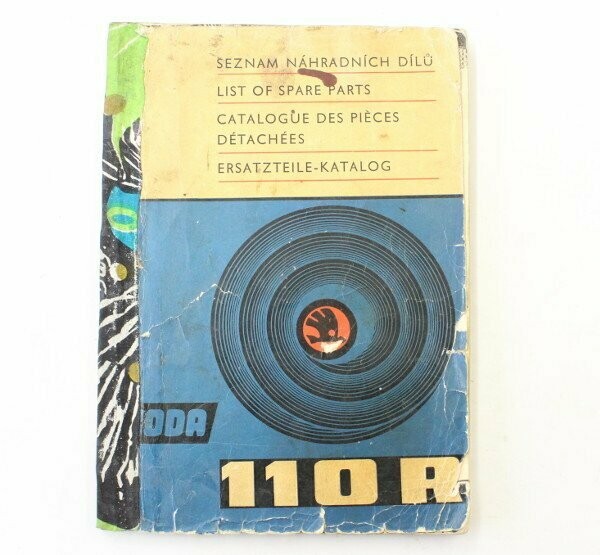 SEZNAM NÁHRADNÍCH DÍLŮ
LIST OF SPARE PARTS
CATALOGUE DES PIÈCES
DÉTACHÉES
ERSATZTEILE-KATALOG
ODA
110 R